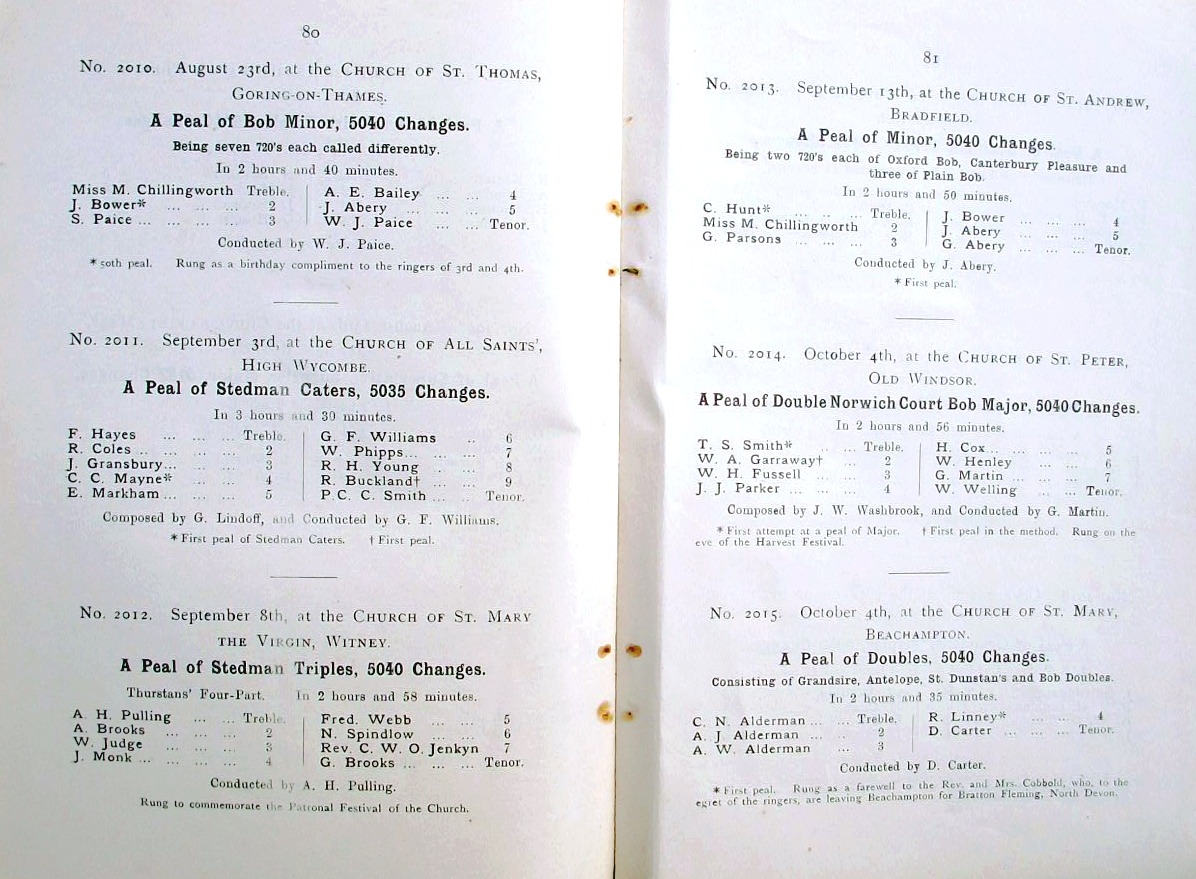 80
No. 2010. August 23rd, at the Church of St. Thomas,
Goring-on-Thames.
A Peal of Bob Minor, 5040 Changes.
Being seven 720's each called differently.
In 2 hours and 40 minutes.
Miss M. Chillingworth Treble. A. E. Bailey ... ... 4
J. Bower* ... ... ... 2 J. Abery ... ... ... 5
S. Paice ... ... ... 3 W. J. Paice ... ... Tenor.
Conducted by W. J. Paice.
* 50th peal. Rung as a birthday compliment to the ringers of 3rd and 4th.
No. 2011. September 3rd, at the Church of All Saints',
High Wycombe.
A Peal of Stedman Caters, 5035 Changes.
In 3 hours and 30 minutes.
F. Hayes ... ... ... Treble. G. F. Williams .. 6
R. Coles .. ... ... 2 W. Phipps... ... ... 7
J. Gransbury... ... 3 R. H. Young ... ... 8
C. C. Mayne* ... ... 4 R. Buckland† ... ... 9
E. Markham ... ... 5 P.C. C. Smith ... ... Tenor.
Composed by G. Lindoff, and Conducted by G. F. Williams.
* First peal of Stedman Caters. † First peal.
No. 2012. September 8th, at the Church of St. Mary
the Virgin, Witney.
A Peal of Stedman Triples, 5040 Changes.
Thurstans' Four-Part. In 2 hours and 58 minutes.
A. H. Pulling ... ... Treble. Fred. Webb ... ... 5
A. Brooks ... ... 2 N. Spindlow ... ... 6
W. Judge ... ... 3 Rev. C. W. O. Jenkyn 7
J. Monk ... ... ... 4 G. Brooks ... ... Tenor.
Conducted by A. H. Pulling.
Rung to commemorate the Patronal Festival of the Church.
81
No. 2013. September 13th, at the Church of St. Andrew,
Bradfield.
A Peal of Minor, 5040 Changes.
Being two 720's each of Oxford Bob, Canterbury Pleasure and
three of Plain Bob.
In 2 hours and 50 minutes.
C. Hunt* ... .. ... Treble. J. Bower ... ... ... 4
Miss M. Chillingworth 2 J. Abery ... ... ... 5
G. Parsons ... ... ... 3 G. Abery ... ... ... Tenor.
Conducted by J. Abery.
* First peal.
No. 2014. October 4th, at the Church of St. Peter,
Old Windsor.
A Peal of Double Norwich Court Bob Major, 5040 Changes.
In 2 hours and 56 minutes.
T. S. Smith* ... ... Treble. H. Cox... ... ... ... 5
W. A. Garraway† ... 2 W. Henley ... ... 6
W. H. Fussell ... ... 3 G. Martin ... ... ... 7
J. J. Parker ... ... ... 4 W. Welling ... ... Tenor.
Composed by J. W. Washbrook, and Conducted by G. Martin.
* First attempt at a peal of Major. † First peal in the method. Rung on the
eve of the Harvest Festival.
No. 2015. October 4th, at the Church of St. Mary,
Beachampton.
A Peal of Doubles, 5040 Changes.
Consisting of Grandsire, Antelope, St. Dunstan's and Bob Doubles.
In 2 hours and 35 minutes.
C. N. Alderman ... .. Treble. R. Linney* ... ... 4
A. J. Alderman ... ... 2 D. Carter ... ... ... Tenor.
A. W. Alderman ... 3
Conducted by D. Carter.
* First peal. Rung as a farewell to the Rev. and Mrs. Cobbold, who, to the
egret of the ringers, are leaving Beachampton for Bratton Fleming, North Devon.